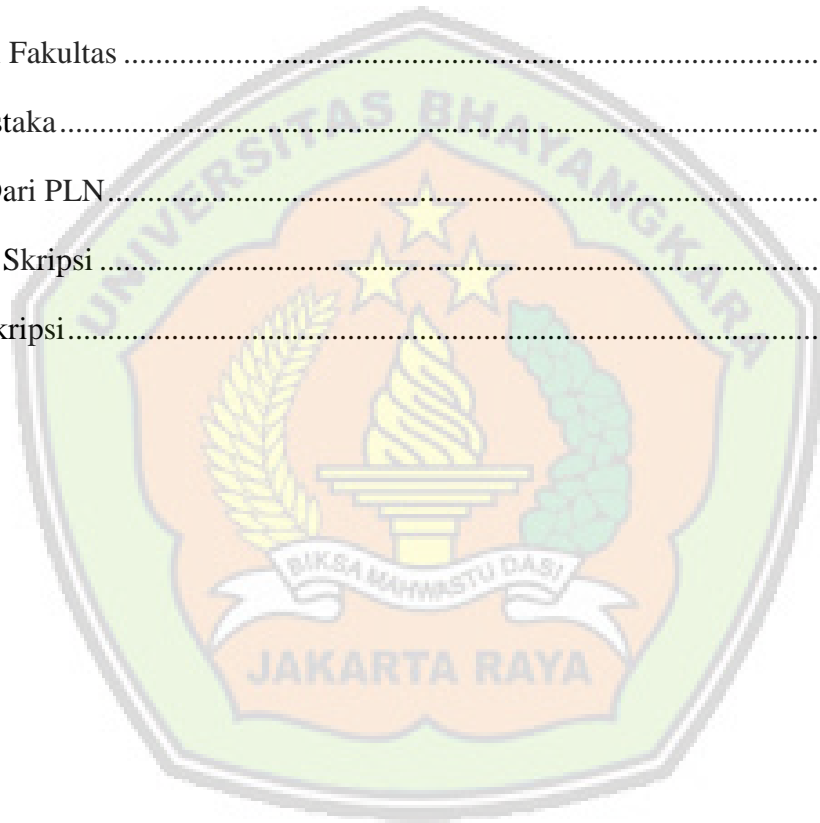 Fakultas ........................................................................................
staka................................................................................................
Dari PLN..........................................................................................
Skripsi ...........................................................................................
kripsi...............................................................................................
UNIVERSITAS BHAYANGKARA
BIKSA MAHWASTU DASI
JAKARTA RAYA